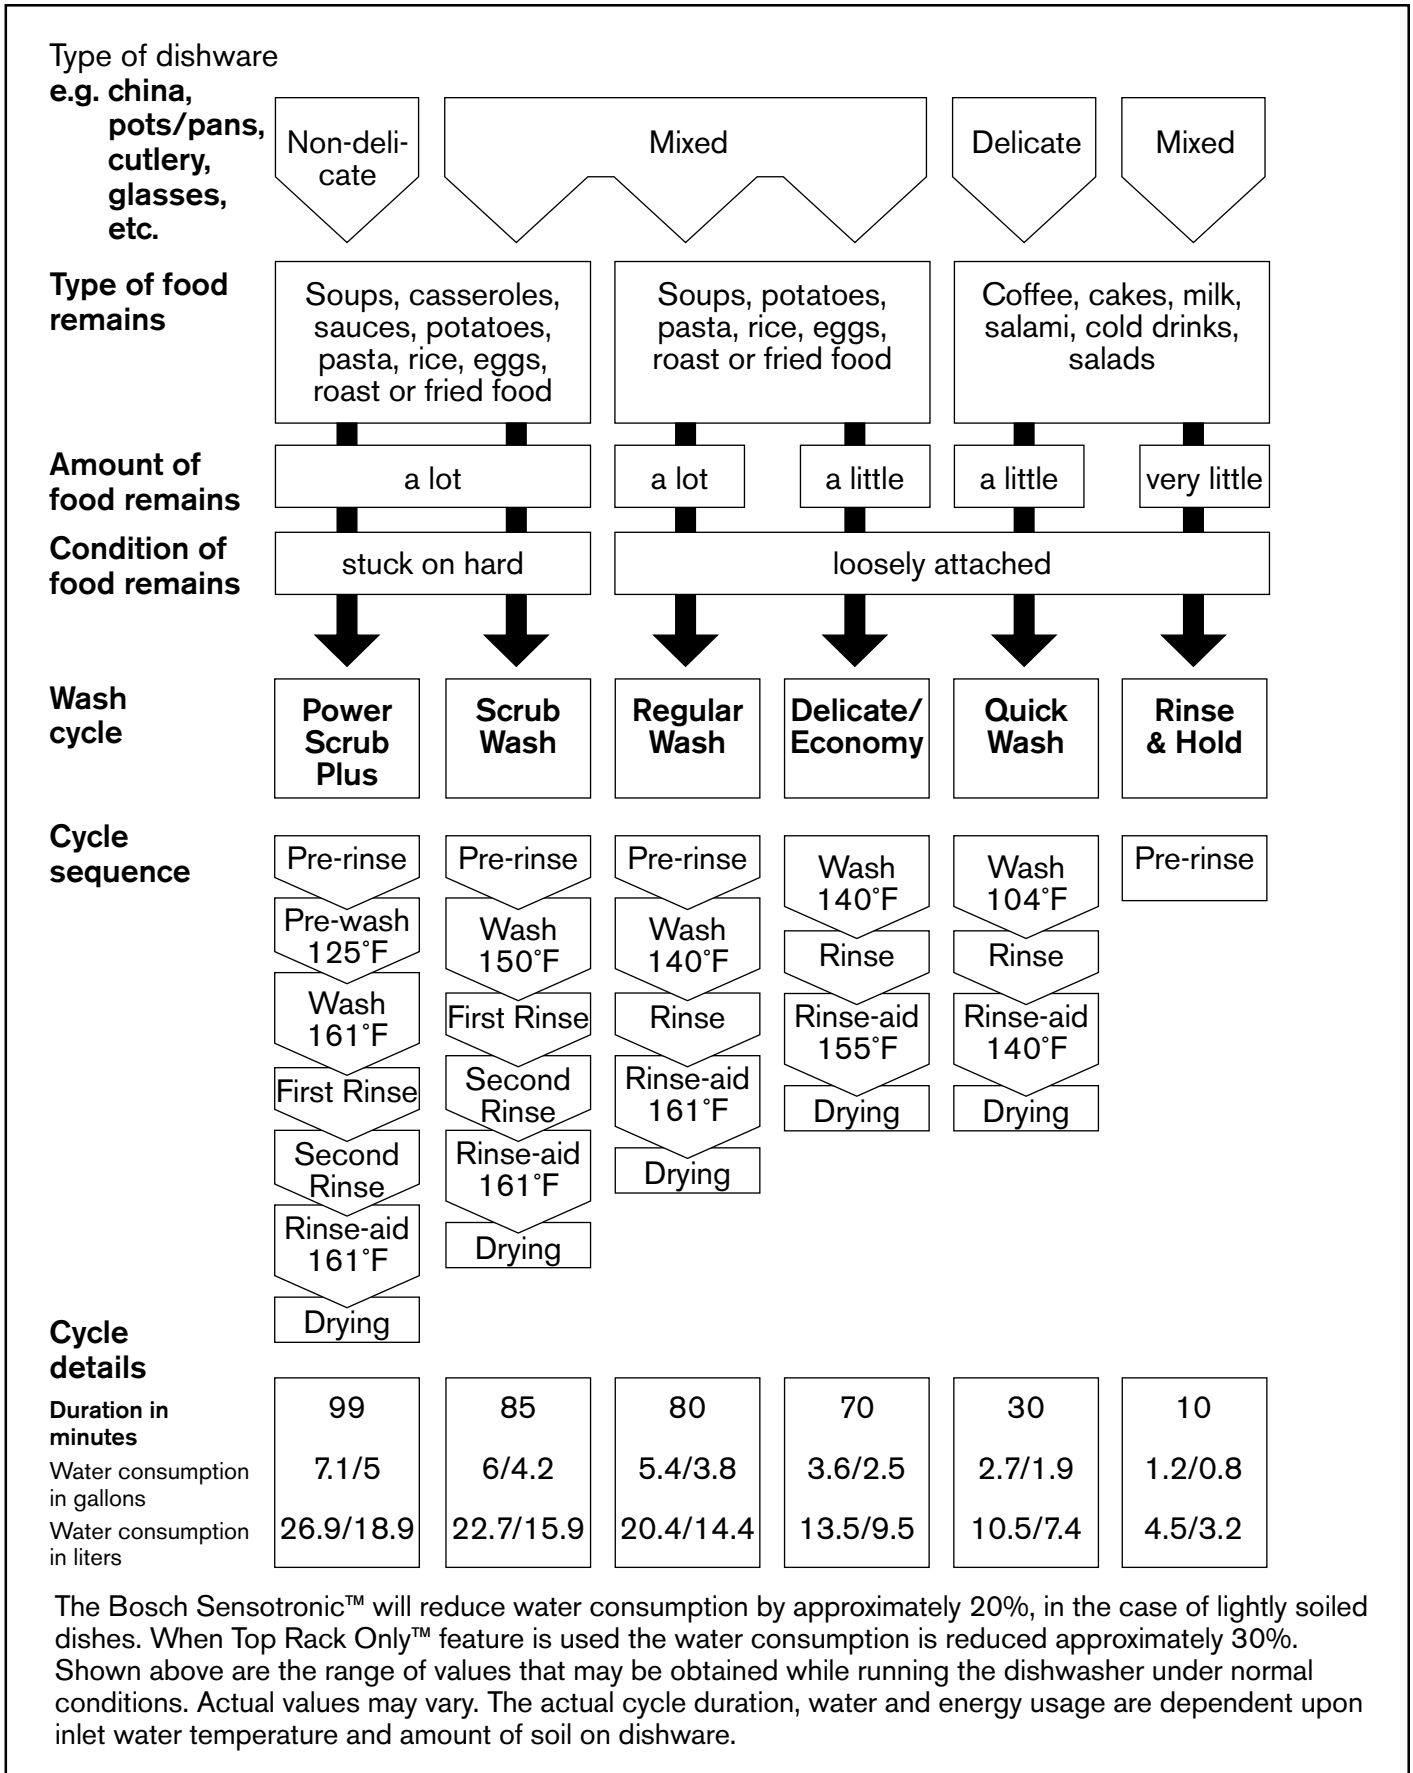 Type of dishware
e.g. china,
pots/pans,
cutlery,
glasses,
etc.
Non-deli-
cate
Mixed
Delicate
Mixed
Type of food
remains
Soups, casseroles,
sauces, potatoes,
pasta, rice, eggs,
roast or fried food
Soups, potatoes,
pasta, rice, eggs,
roast or fried food
Coffee, cakes, milk,
salami, cold drinks,
salads
Amount of
food remains
a lot
a lot
a little
a little
very little
Condition of
food remains
stuck on hard
loosely attached
Wash
cycle
Power
Scrub
Plus
Scrub
Wash
Regular
Wash
Delicate/
Economy
Quick
Wash
Rinse
& Hold
Cycle
sequence
Pre-rinse
Pre-wash
125°F
Wash
161°F
First Rinse
Second
Rinse
Rinse-aid
161°F
Drying
Pre-rinse
Wash
150°F
First Rinse
Second
Rinse
Rinse-aid
161°F
Drying
Pre-rinse
Wash
140°F
Rinse
Rinse-aid
161°F
Drying
Wash
140°F
Rinse
Rinse-aid
155°F
Drying
Wash
104°F
Rinse
Rinse-aid
140°F
Drying
Pre-rinse
Cycle
details
Duration in
minutes
99 85 80 70 30 10
Water consumption
in gallons
7.1/5 6/4.2 5.4/3.8 3.6/2.5 2.7/1.9 1.2/0.8
Water consumption
in liters
26.9/18.9 22.7/15.9 20.4/14.4 13.5/9.5 10.5/7.4 4.5/3.2
The Bosch Sensotronic™ will reduce water consumption by approximately 20%, in the case of lightly soiled
dishes. When Top Rack Only™ feature is used the water consumption is reduced approximately 30%.
Shown above are the range of values that may be obtained while running the dishwasher under normal
conditions. Actual values may vary. The actual cycle duration, water and energy usage are dependent upon
inlet water temperature and amount of soil on dishware.